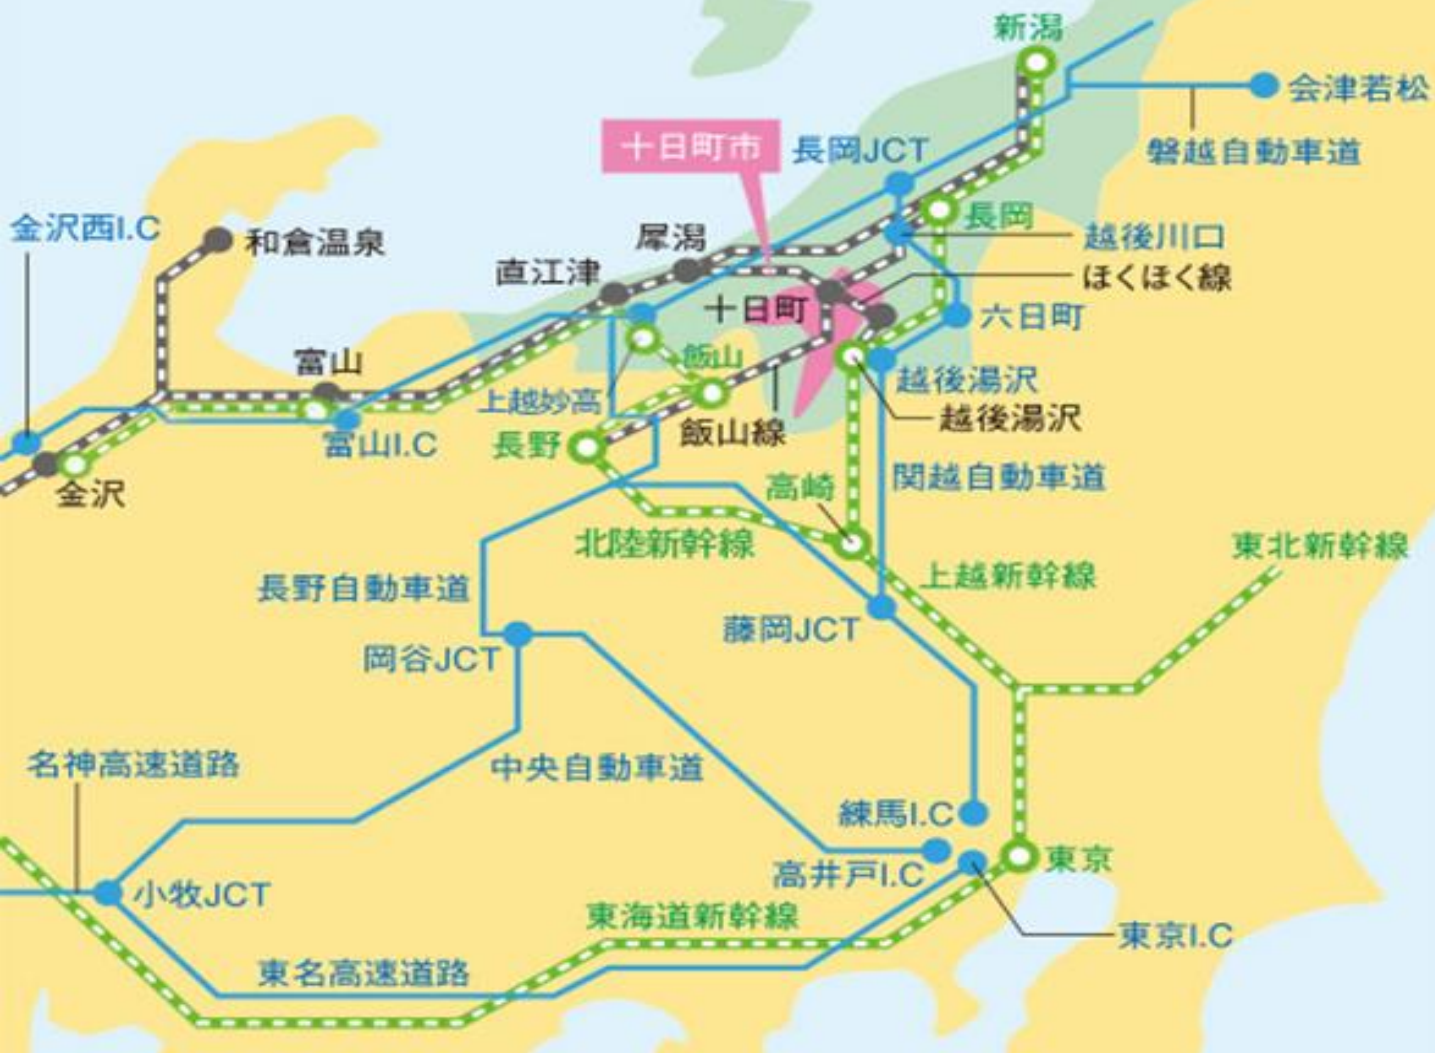 新潟
会津若松
十日町市
長岡JCT
磐越自動車道
長岡
金沢西I.C
和倉温泉
犀潟
越後川口
直江津
ほくほく線
十日町
六日町
富山
飯山
越後湯沢
上越妙高
越後湯沢
富山I.C
長野
飯山線
関越自動車道
高崎
金沢
北陸新幹線
東北新幹線
上越新幹線
長野自動車道
藤岡JCT
岡谷JCT
名神高速道路
中央自動車道
練馬I.C
東京
高井戸I.C
小牧JCT
東海道新幹線
東京I.C
東名高速道路